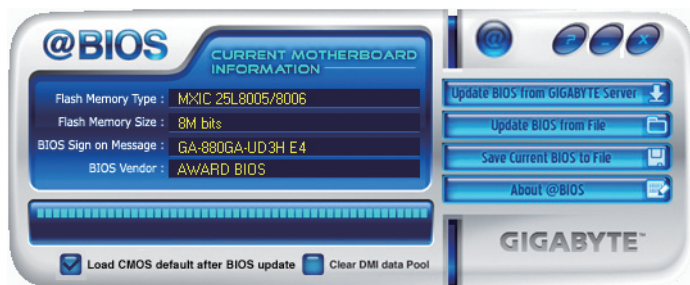 @BIOS
CURRENT MOTHERBOARD
INFORMATION
Flash Memory Type : MXIC 25L8005/8006
Flash Memory Size : 8M bits
BIOS Sign on Message : GA-880GA-UD3H E4
BIOS Vendor : AWARD BIOS
Load CMOS default after BIOS update
Clear DMI data Pool
@
? _ X
Update BIOS from GIGABYTE Server
Update BIOS from File
Save Current BIOS to File
About @BIOS
GIGABYTE™